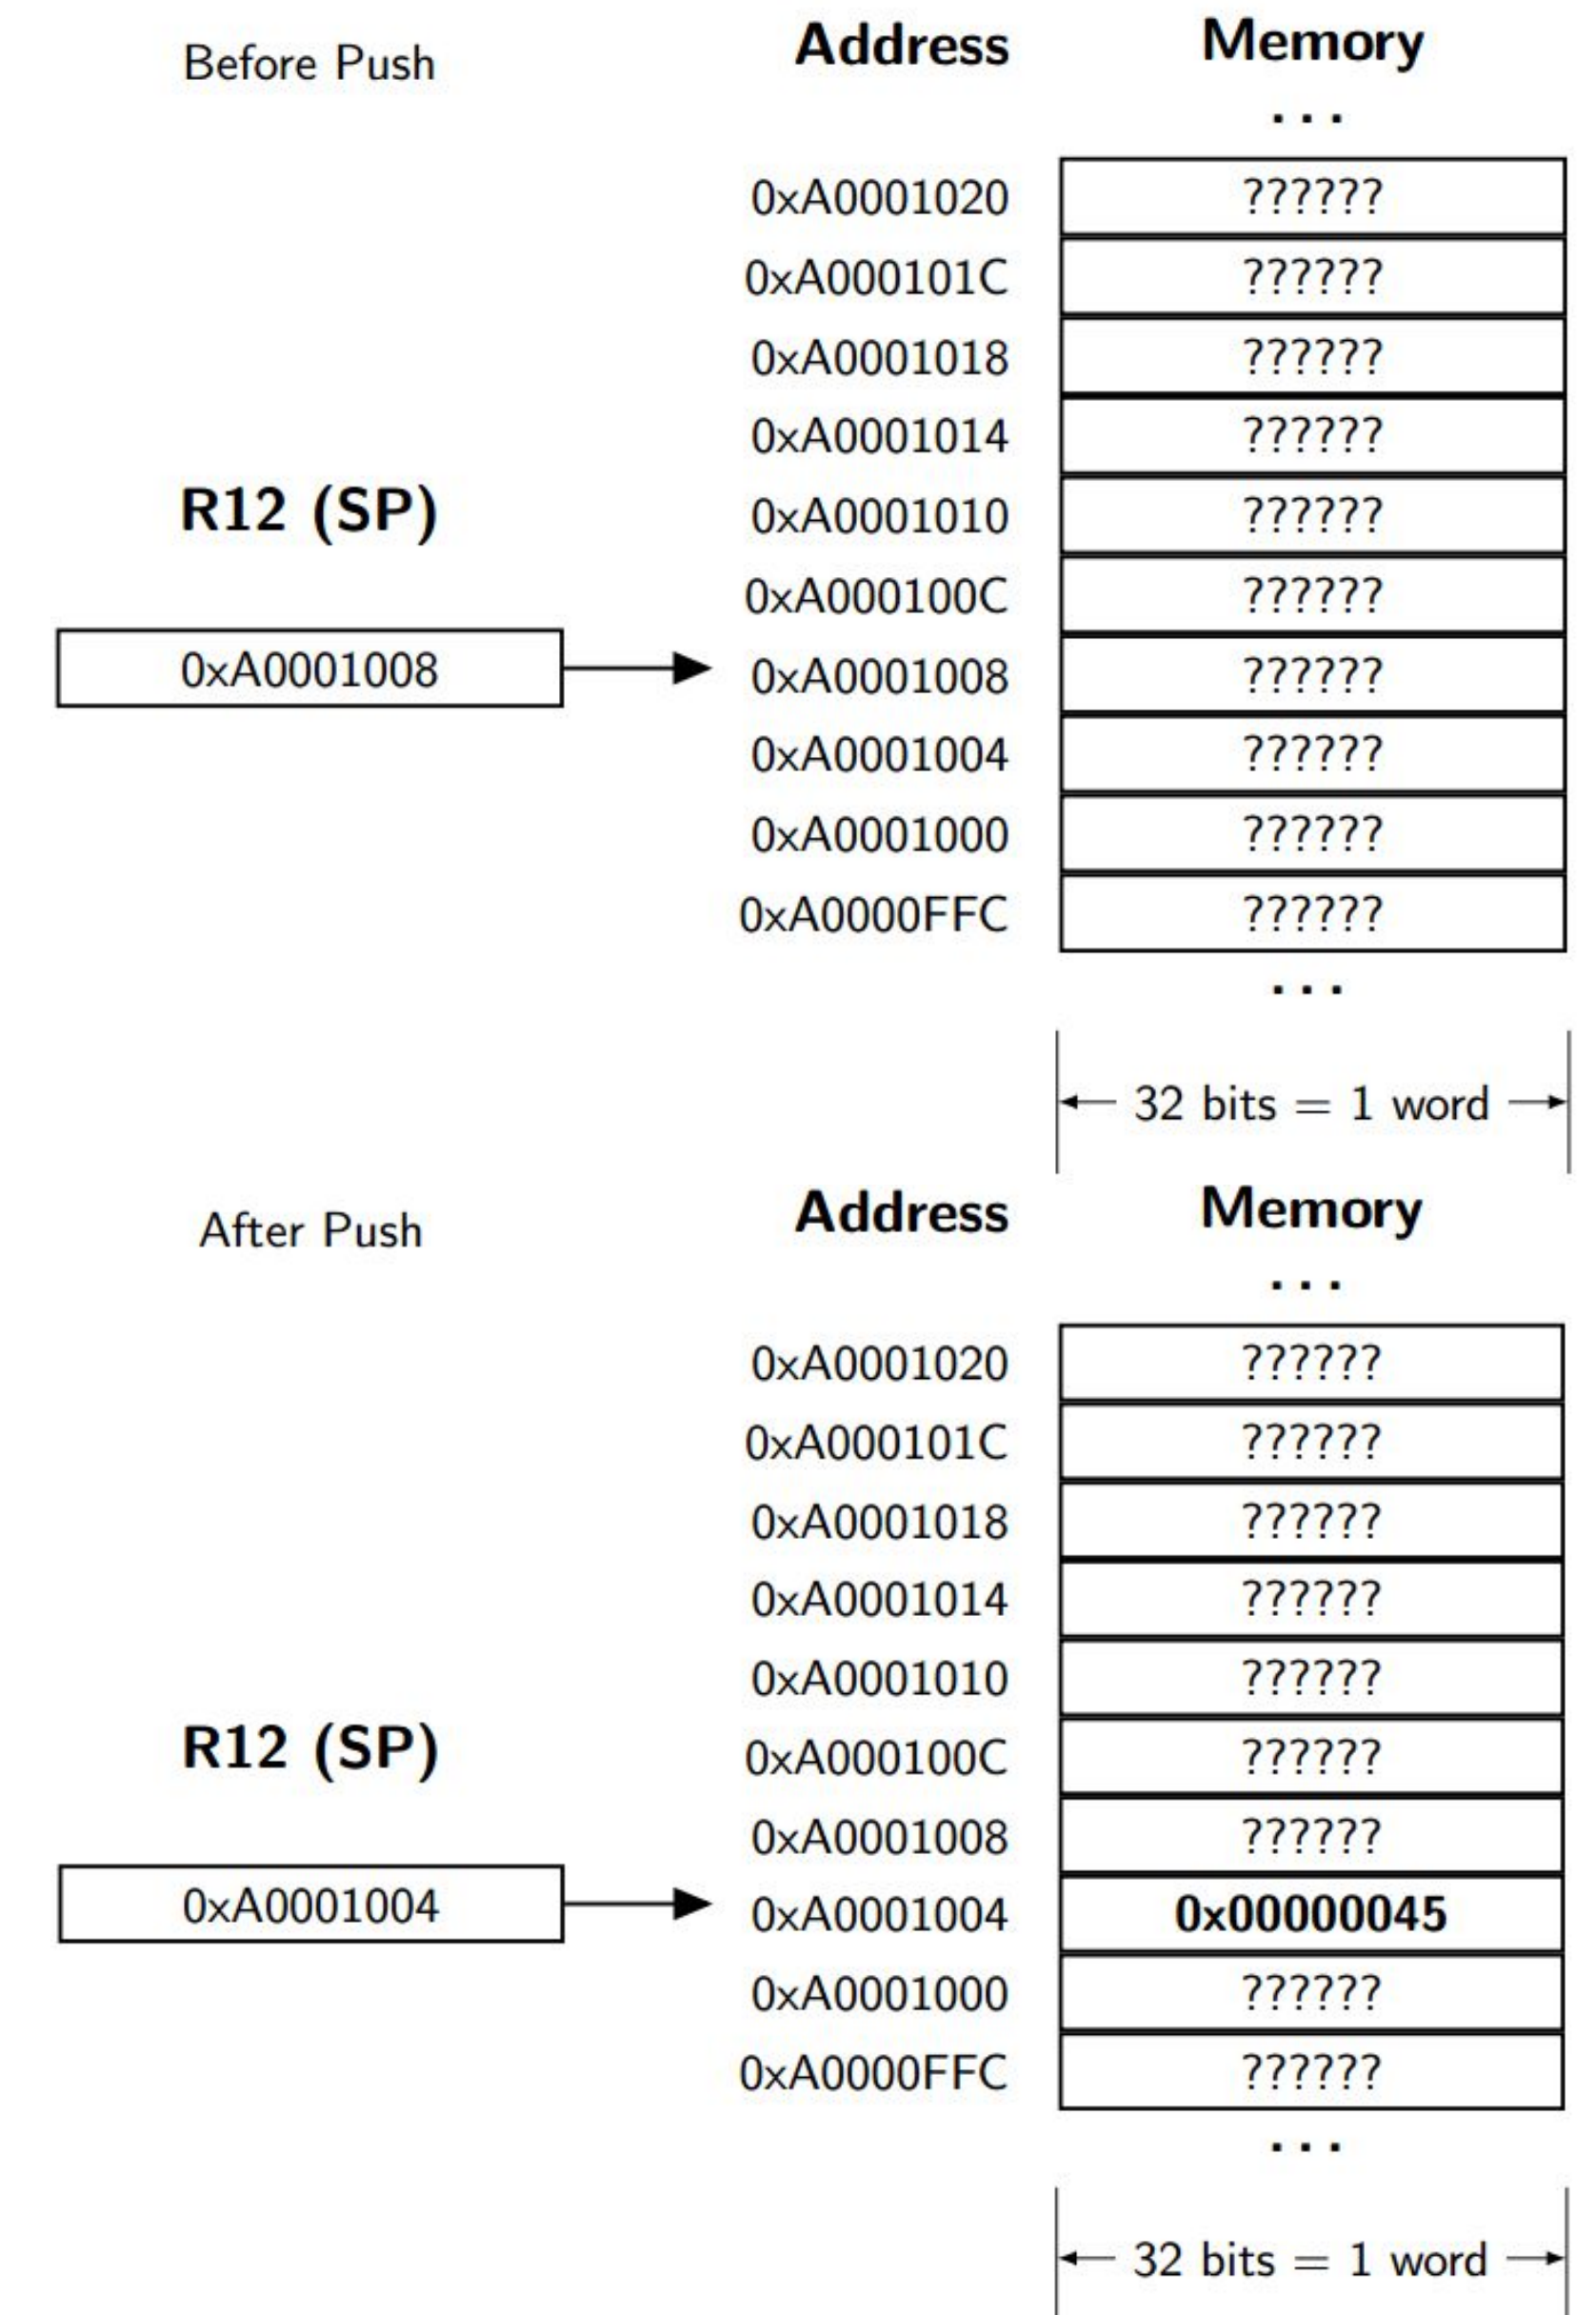 Before Push Address Memory
...
0xA0001020 ??????
0xA000101C ??????
0xA0001018 ??????
0xA0001014 ??????
R12 (SP) 0xA0001010 ??????
0xA000100C ??????
0xA0001008 0xA0001008 ??????
0xA0001004 ??????
0xA0001000 ??????
0xA0000FFC ??????
...
32 bits = 1 word
After Push Address Memory
...
0xA0001020 ??????
0xA000101C ??????
0xA0001018 ??????
0xA0001014 ??????
0xA0001010 ??????
R12 (SP) 0xA000100C ??????
0xA0001008 ??????
0xA0001004 0xA0001004 0x00000045
0xA0001000 ??????
0xA0000FFC ??????
...
32 bits = 1 word